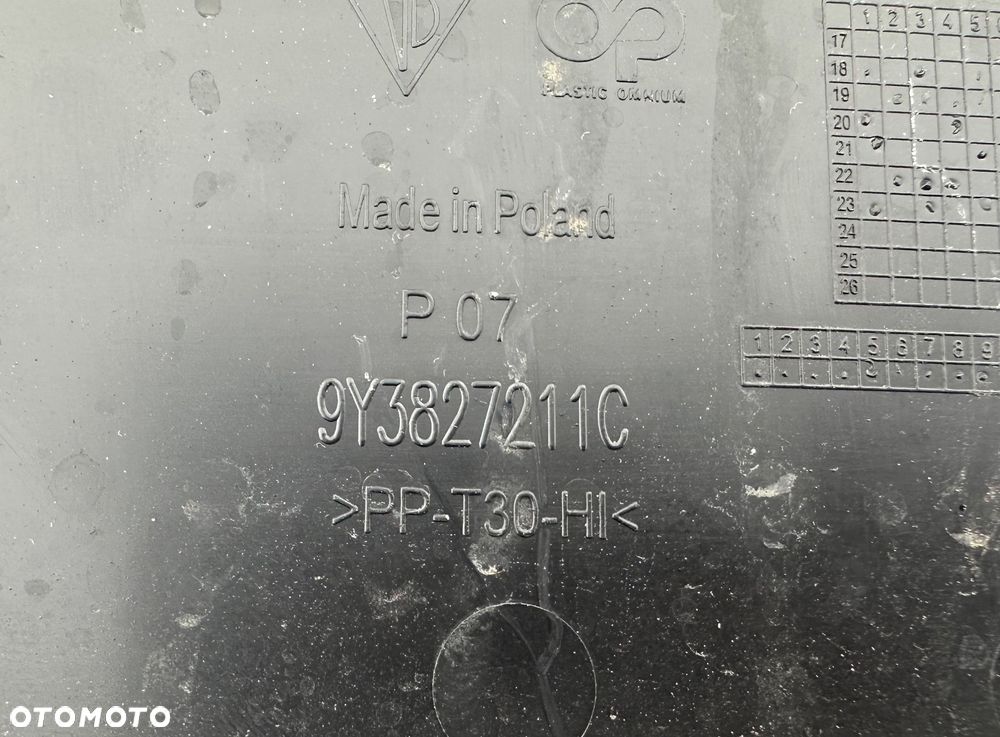 PLASTIC OMNIUM
Made in Poland
P 07
9Y3827211C
>PP-T30-HI<
1 2 3 4 5
17
18
19
20
21
22
23
24
25
26
1 2 3 4 5 6 7 8 9
OTOMOTO